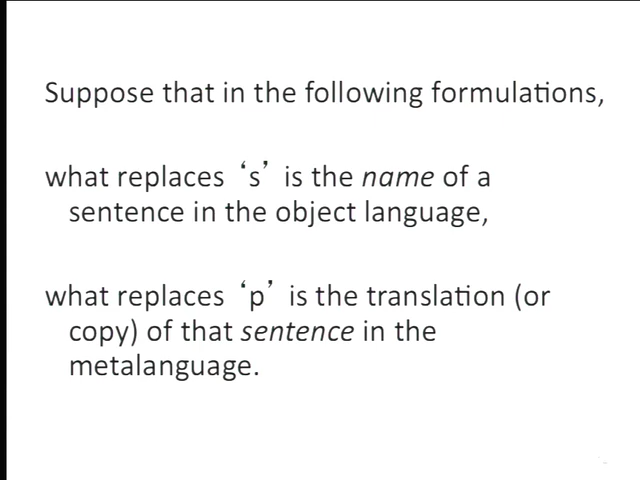 Suppose that in the following formulations,
what replaces ‘s’ is the name of a
sentence in the object language,
what replaces ‘p’ is the translation (or
copy) of that sentence in the
metalanguage.